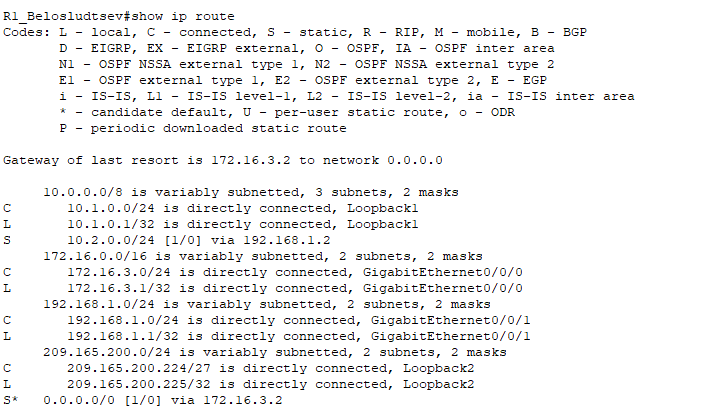 R1_Belosludtsev#show ip route
Codes: L - local, C - connected, S - static, R - RIP, M - mobile, B - BGP
D - EIGRP, EX - EIGRP external, O - OSPF, IA - OSPF inter area
N1 - OSPF NSSA external type 1, N2 - OSPF NSSA external type 2
E1 - OSPF external type 1, E2 - OSPF external type 2, E - EGP
i - IS-IS, L1 - IS-IS level-1, L2 - IS-IS level-2, ia - IS-IS inter area
* - candidate default, U - per-user static route, o - ODR
P - periodic downloaded static route
Gateway of last resort is 172.16.3.2 to network 0.0.0.0
10.0.0.0/8 is variably subnetted, 3 subnets, 2 masks
C 10.1.0.0/24 is directly connected, Loopback1
L 10.1.0.1/32 is directly connected, Loopback1
S 10.2.0.0/24 [1/0] via 192.168.1.2
172.16.0.0/16 is variably subnetted, 2 subnets, 2 masks
C 172.16.3.0/24 is directly connected, GigabitEthernet0/0/0
L 172.16.3.1/32 is directly connected, GigabitEthernet0/0/0
192.168.1.0/24 is variably subnetted, 2 subnets, 2 masks
C 192.168.1.0/24 is directly connected, GigabitEthernet0/0/1
L 192.168.1.1/32 is directly connected, GigabitEthernet0/0/1
209.165.200.0/24 is variably subnetted, 2 subnets, 2 masks
C 209.165.200.224/27 is directly connected, Loopback2
L 209.165.200.225/32 is directly connected, Loopback2
S* 0.0.0.0/0 [1/0] via 172.16.3.2